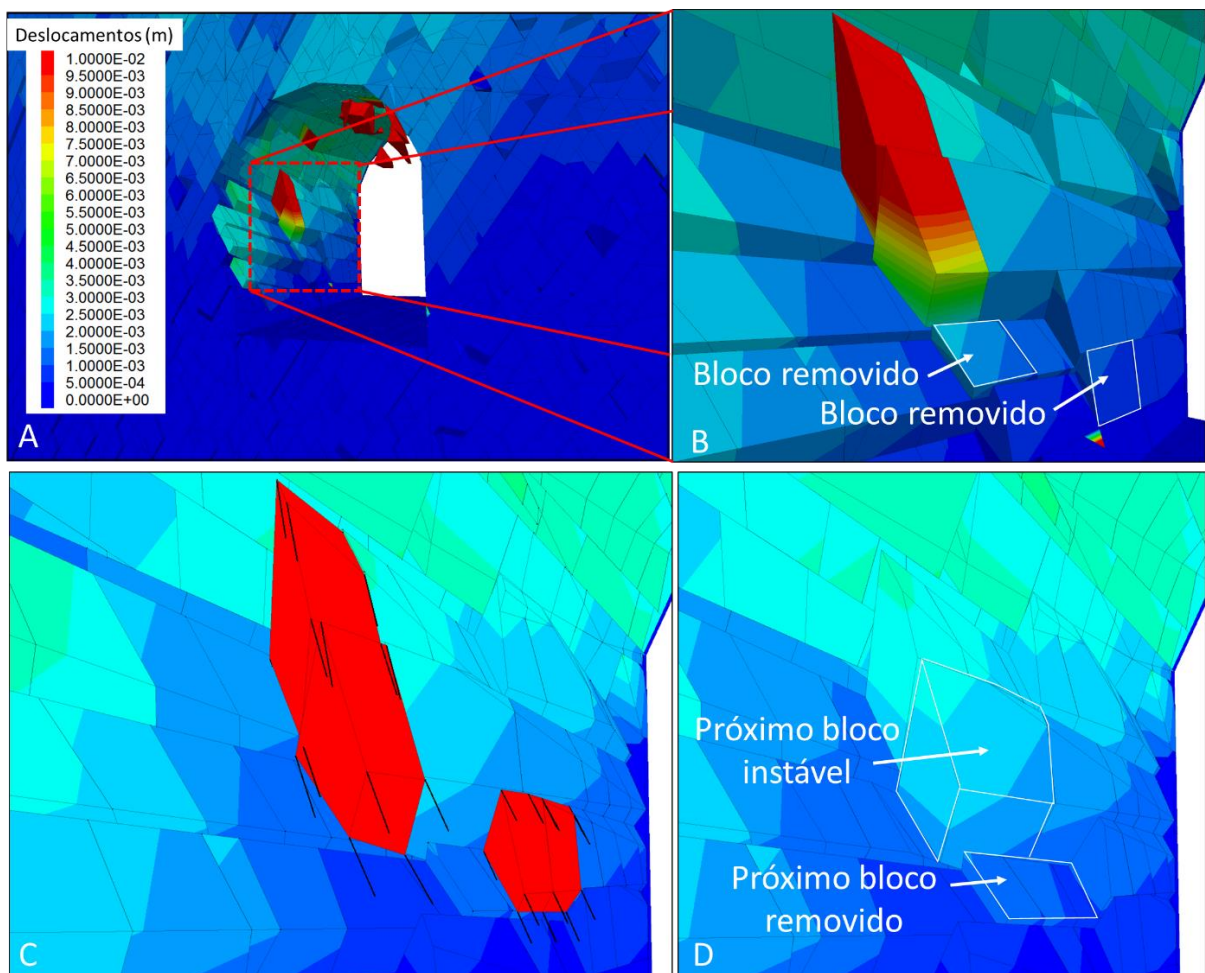 Deslocamentos (m)
1.0000E-02
9.5000E-03
9.0000E-03
8.5000E-03
8.0000E-03
7.5000E-03
7.0000E-03
6.5000E-03
6.0000E-03
5.5000E-03
5.0000E-03
4.5000E-03
4.0000E-03
3.5000E-03
3.0000E-03
2.5000E-03
2.0000E-03
1.5000E-03
1.0000E-03
5.0000E-04
0.0000E+00
A
Bloco removido
Bloco removido
B
C
Próximo bloco
instável
Próximo bloco
removido
D